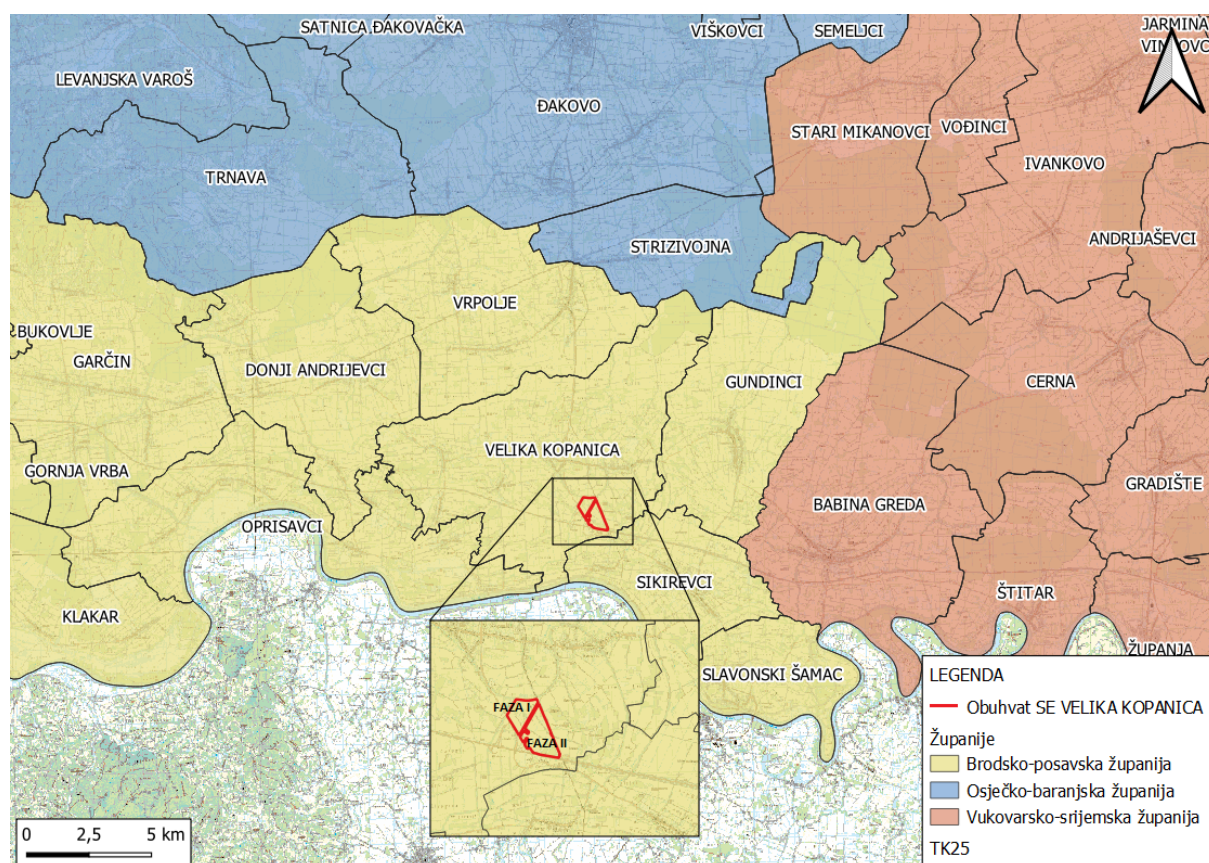 SATNICA ĐAKOVAČKA
VIŠKOVCI
SEMELJCI
JARMINA
LEVANJSKA VAROŠ
ĐAKOVO
STARI MIKANOVCI
VOĐINCI
IVANKOVO
TRNAVA
STRIZIVOJNA
ANDRIJAŠEVCI
VRPOLJE
BUKOVLJE
GARČIN
DONJI ANDRIJEVCI
GUNDINCI
CERNA
VELIKA KOPANICA
GORNJA VRBA
GRADIŠTE
BABINA GREDA
OPRISAVCI
SIKIREVCI
ŠTITAR
KLAKAR
ŽUPANJA
SLAVONSKI ŠAMAC
FAZA I
FAZA II
LEGENDA
Obuhvat SE VELIKA KOPANICA
Županije
Brodsko-posavska županija
Osječko-baranjska županija
Vukovarsko-srijemska županija
TK25
0 2,5 5 km